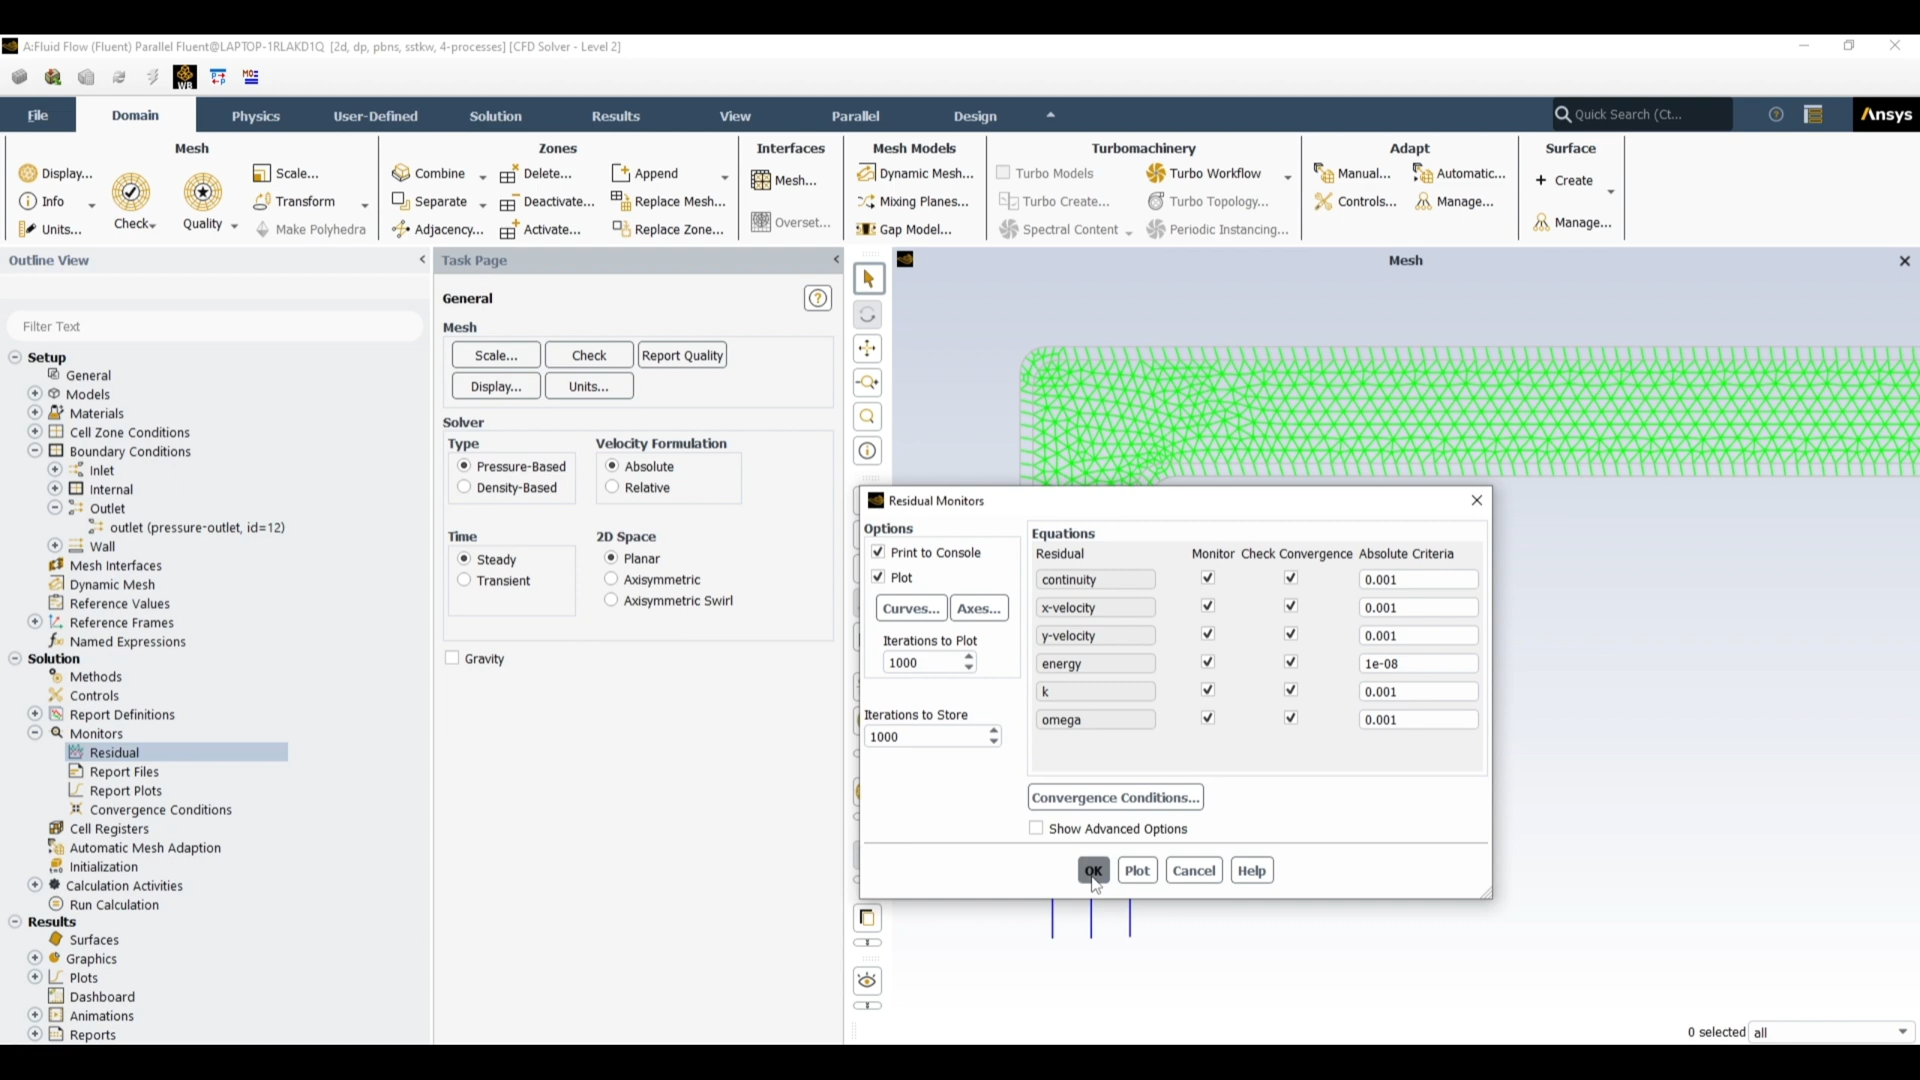 A:Fluid Flow (Fluent) Parallel Fluent@LAPTOP-1RLAKD1Q [2d, dp, pbns, sstkw, 4-processes] [CFD Solver - Level 2]
WB
File Domain Physics User-Defined Solution Results View Parallel Design Quick Search (Ct... Ansys
Mesh
Display...
Info
Units...
Check
Quality
Scale...
Transform
Make Polyhedra
Zones
Combine
Separate
Adjacency...
Delete...
Deactivate...
Activate...
Append
Replace Mesh...
Replace Zone...
Interfaces
Mesh...
Overset...
Mesh Models
Dynamic Mesh...
Mixing Planes...
Gap Model...
Turbomachinery
Turbo Models
Turbo Create...
Spectral Content
Turbo Workflow
Turbo Topology...
Periodic Instancing...
Adapt
Manual...
Controls...
Automatic...
Manage...
Surface
+ Create
Manage...
Outline View
Filter Text
Setup
General
Models
Materials
Cell Zone Conditions
Boundary Conditions
Inlet
Internal
Outlet
outlet (pressure-outlet, id=12)
Wall
Mesh Interfaces
Dynamic Mesh
Reference Values
Reference Frames
Named Expressions
Solution
Methods
Controls
Report Definitions
Monitors
Residual
Report Files
Report Plots
Convergence Conditions
Cell Registers
Automatic Mesh Adaption
Initialization
Calculation Activities
Run Calculation
Results
Surfaces
Graphics
Plots
Dashboard
Animations
Reports
Task Page
General
Mesh
Scale... Check Report Quality
Display... Units...
Solver
Type
Pressure-Based
Density-Based
Velocity Formulation
Absolute
Relative
Time
Steady
Transient
2D Space
Planar
Axisymmetric
Axisymmetric Swirl
Gravity
Mesh
Residual Monitors
Options
Print to Console
Plot
Curves... Axes...
Iterations to Plot
1000
Iterations to Store
1000
Equations
Residual Monitor Check Convergence Absolute Criteria
continuity 0.001
x-velocity 0.001
y-velocity 0.001
energy 1e-08
k 0.001
omega 0.001
Convergence Conditions...
Show Advanced Options
OK Plot Cancel Help
0 selected all